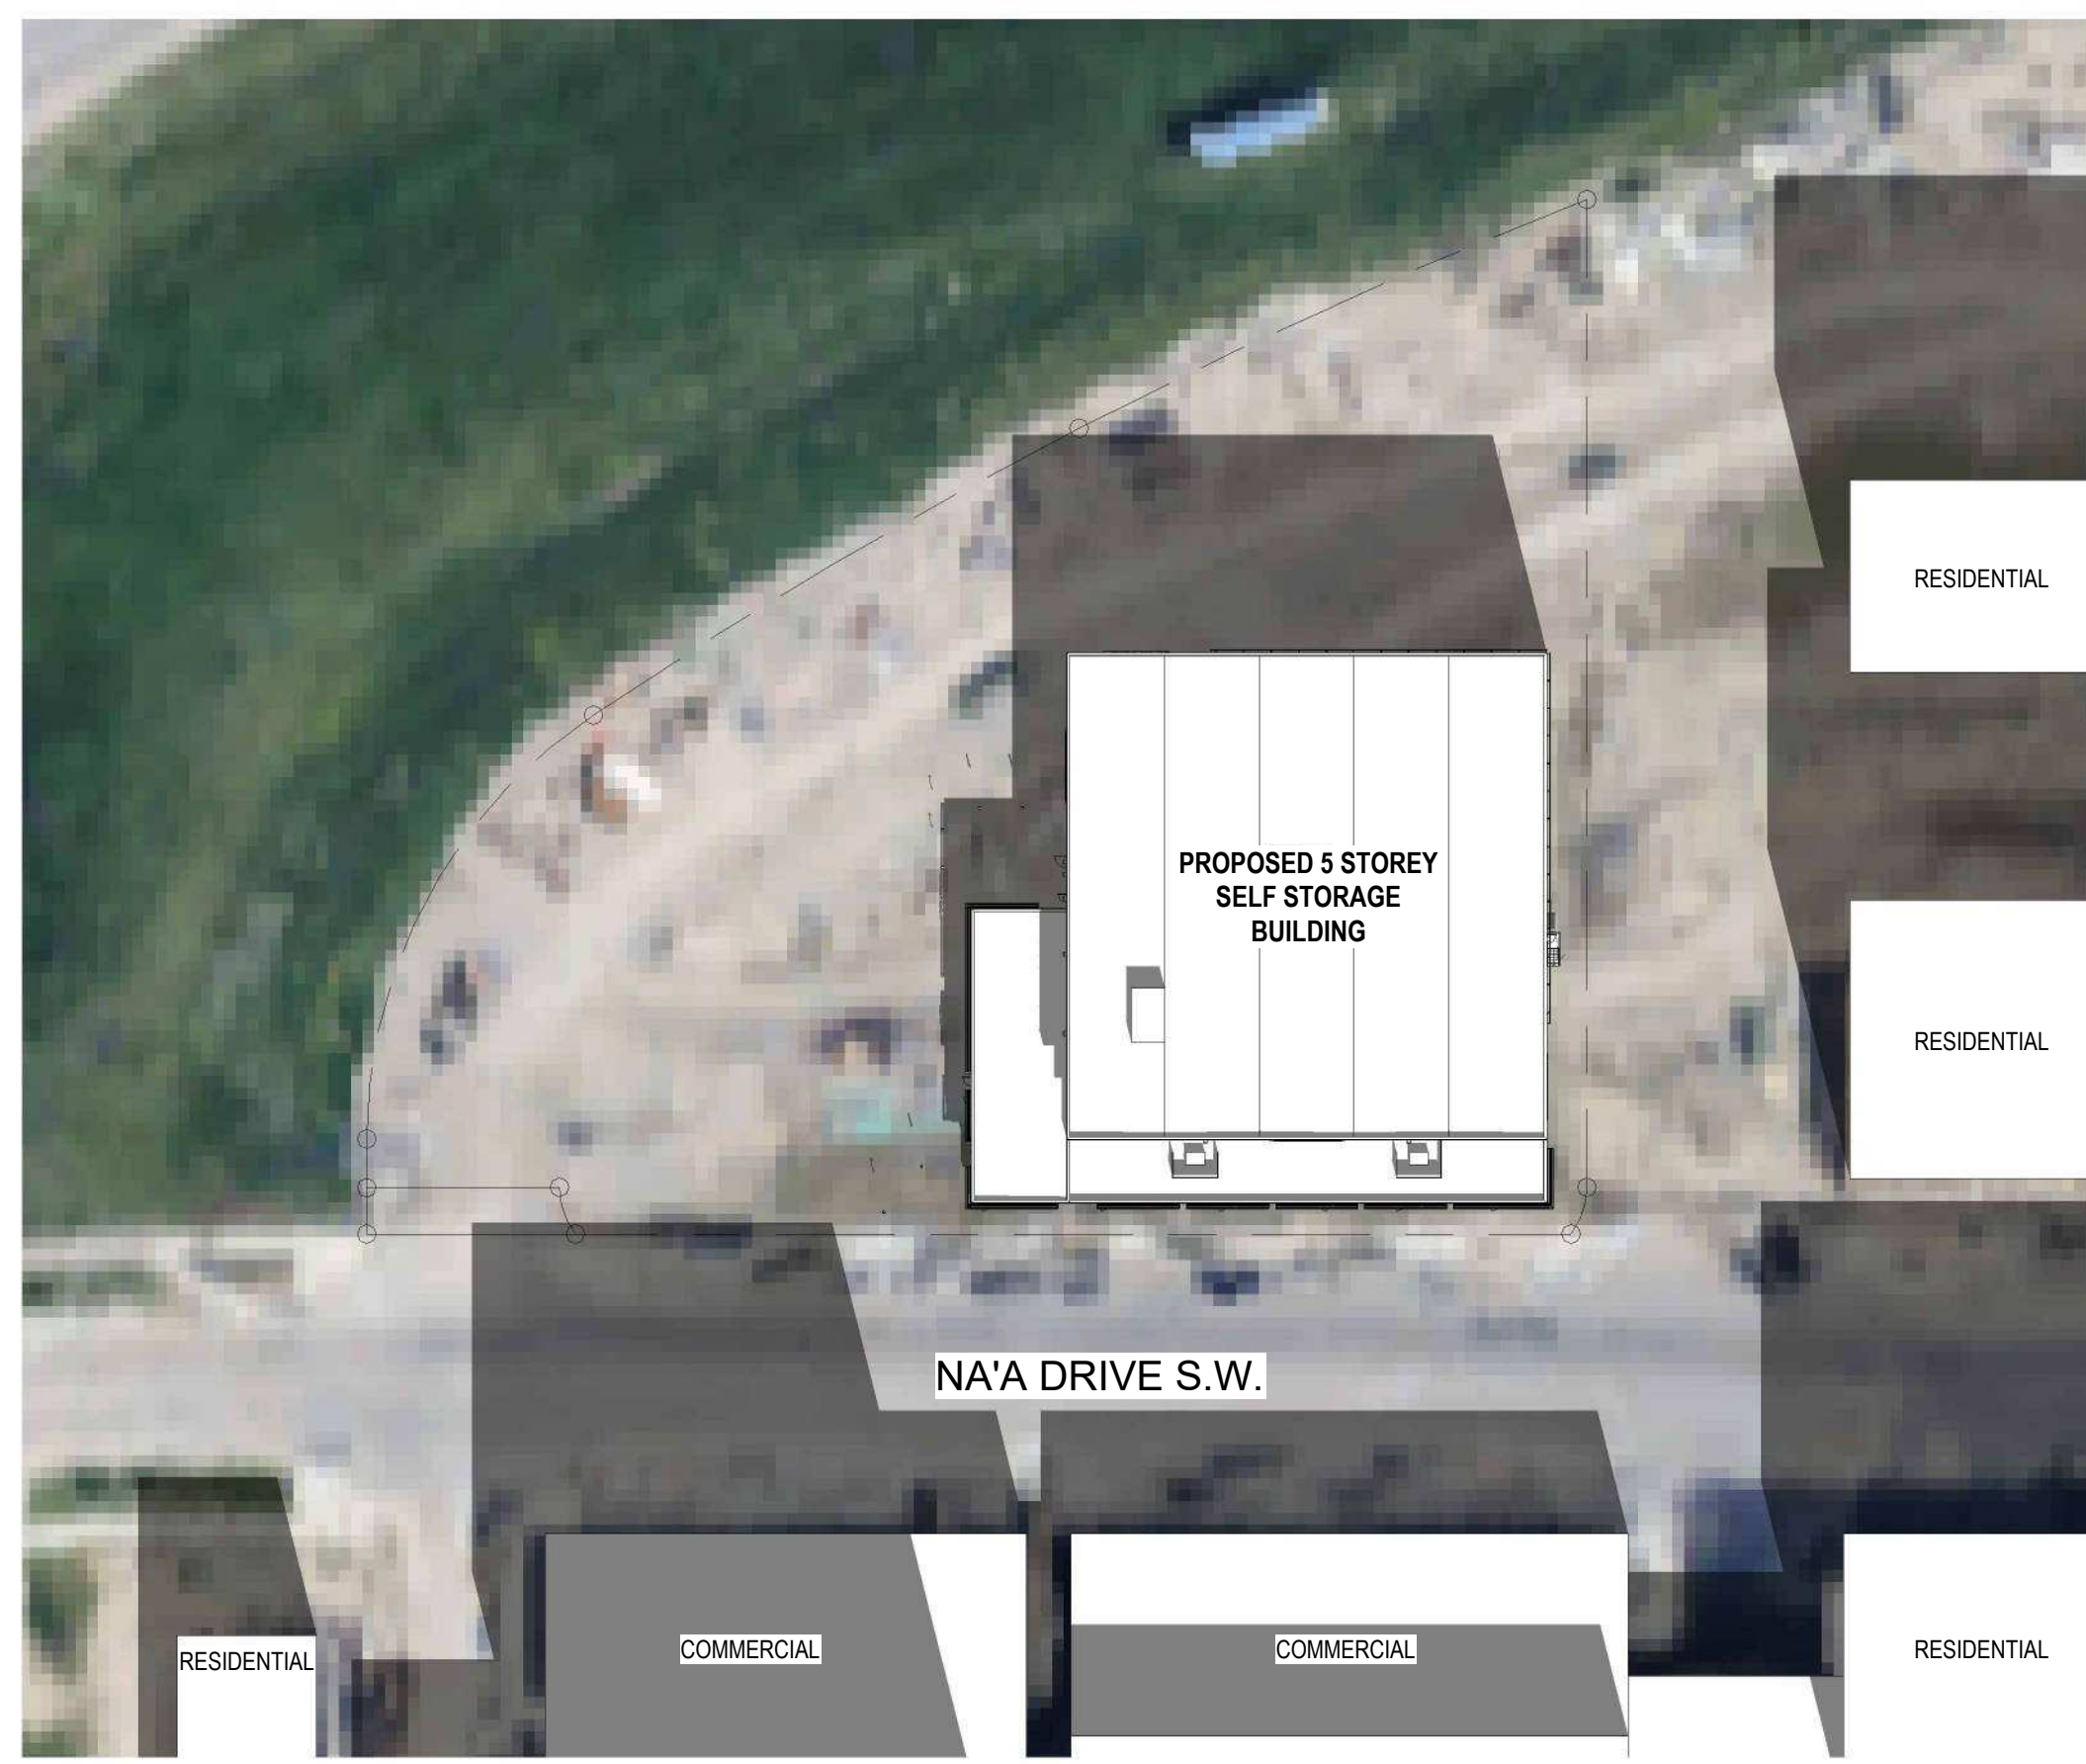 RESIDENTIAL
PROPOSED 5 STOREY
SELF STORAGE
BUILDING
RESIDENTIAL
NA'A DRIVE S.W.
RESIDENTIAL
COMMERCIAL
COMMERCIAL
RESIDENTIAL